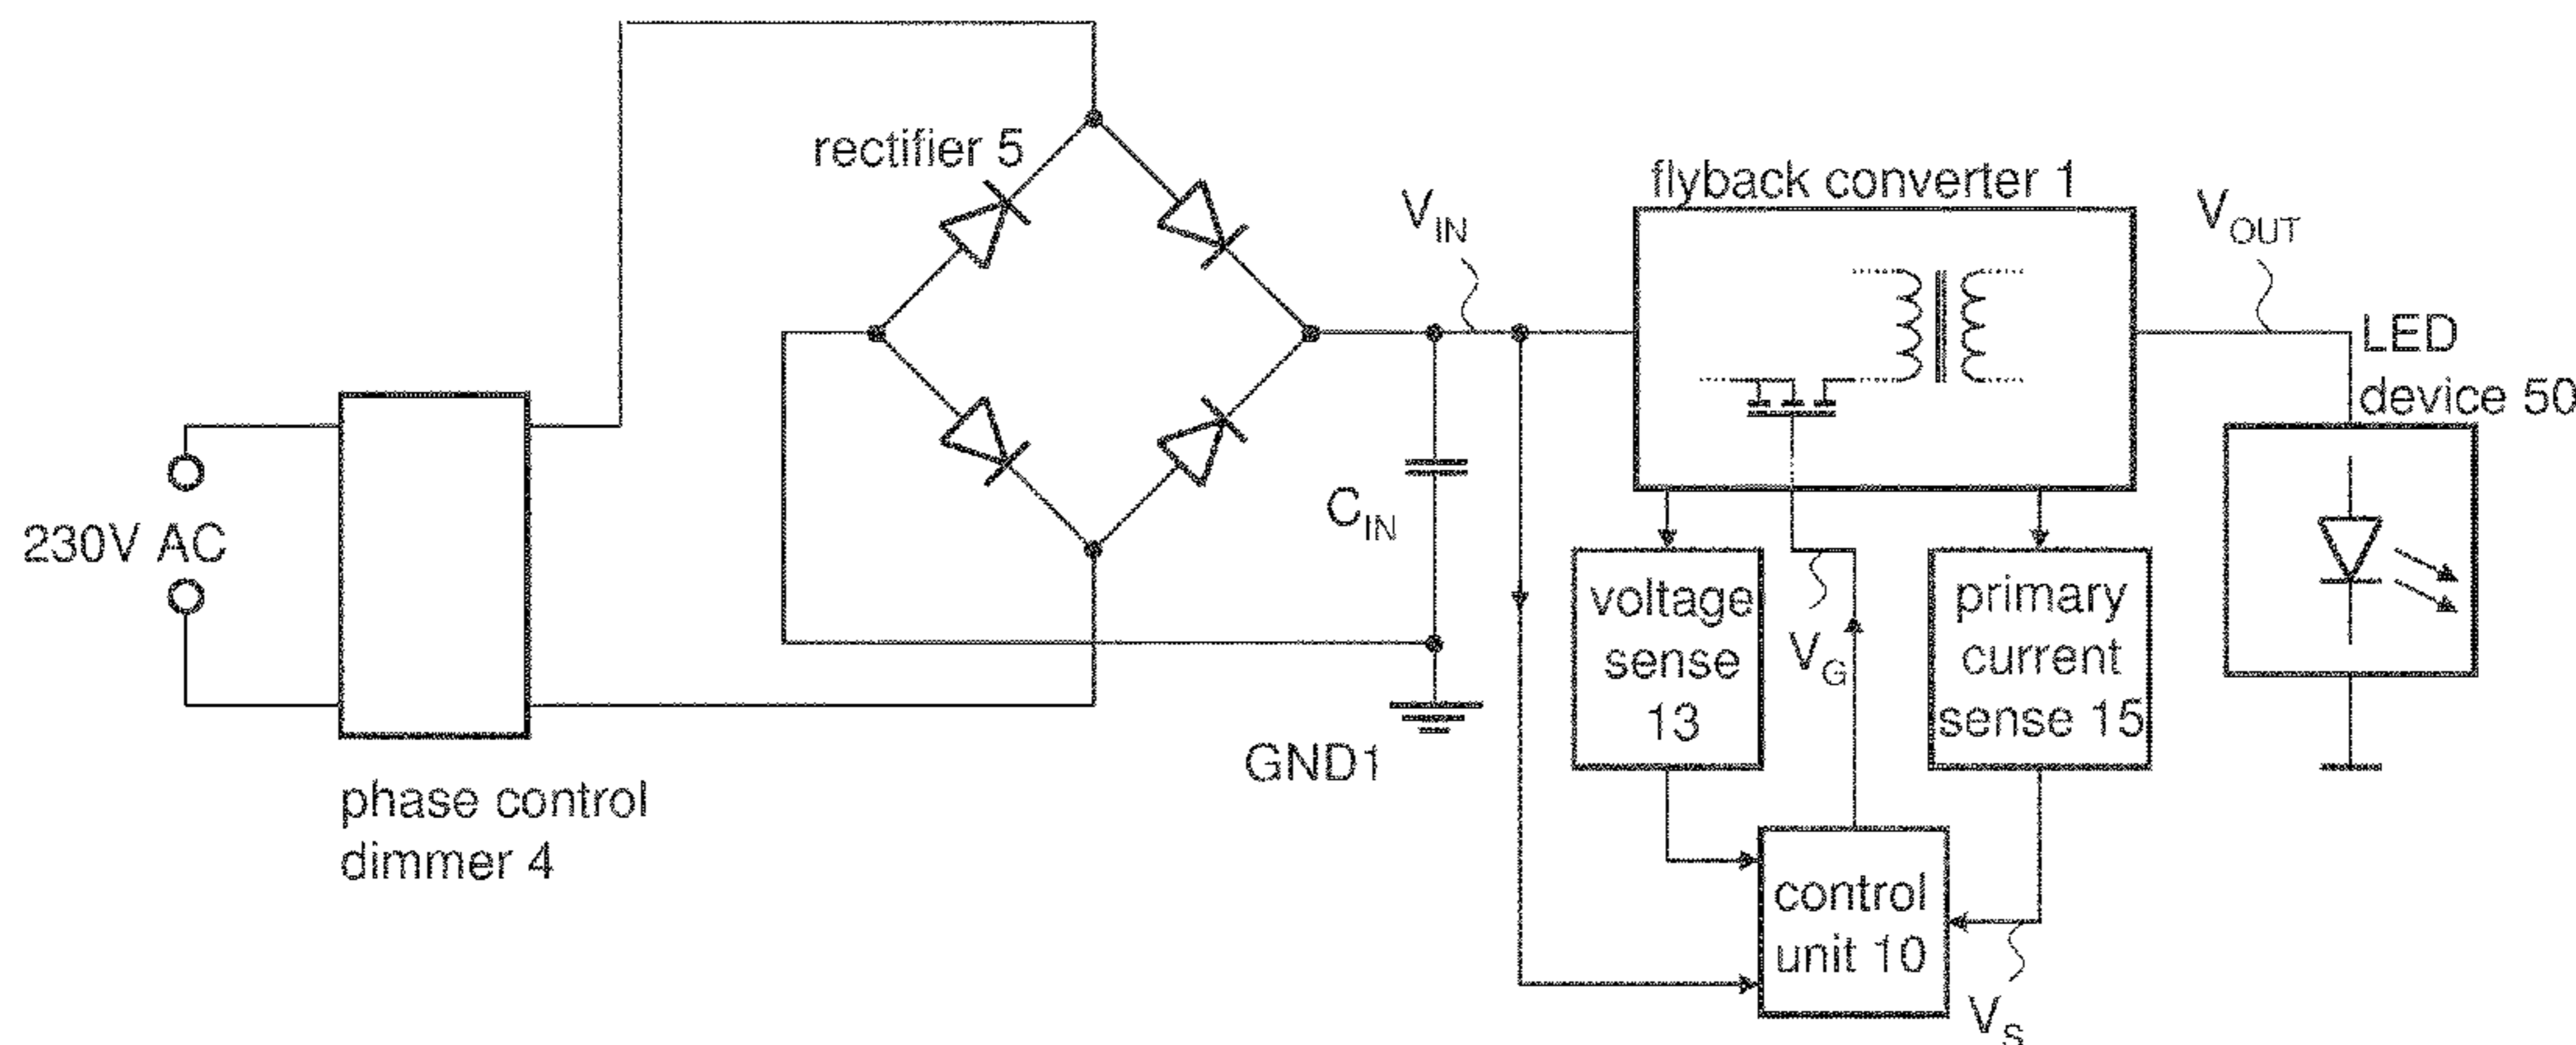 rectifier 5
flyback converter 1
V_IN
V_OUT
LED
device 50
C_IN
230V AC
voltage
sense
13
V_G
primary
current
sense 15
GND1
phase control
dimmer 4
control
unit 10
V_S